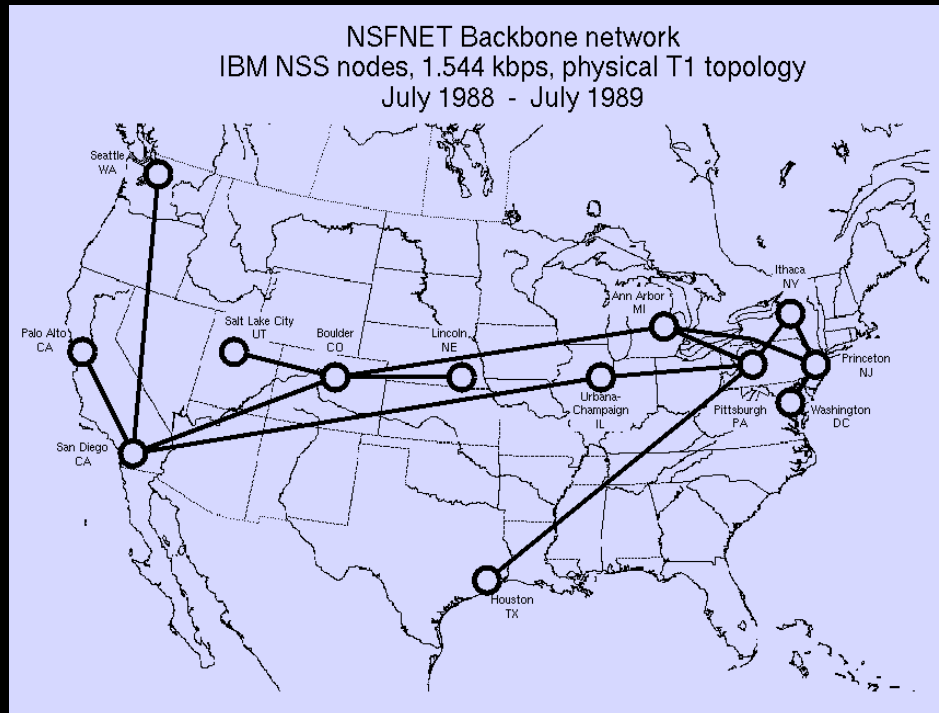 NSFNET Backbone network
IBM NSS nodes, 1.544 kbps, physical T1 topology
July 1988 - July 1989
Seattle
WA
Ithaca
NY
Ann Arbor
MI
Palo Alto
CA
Salt Lake City
UT
Boulder
CO
Lincoln
NE
Princeton
NJ
Urbana-
Champaign
IL
Pittsburgh
PA
Washington
DC
San Diego
CA
Houston
TX